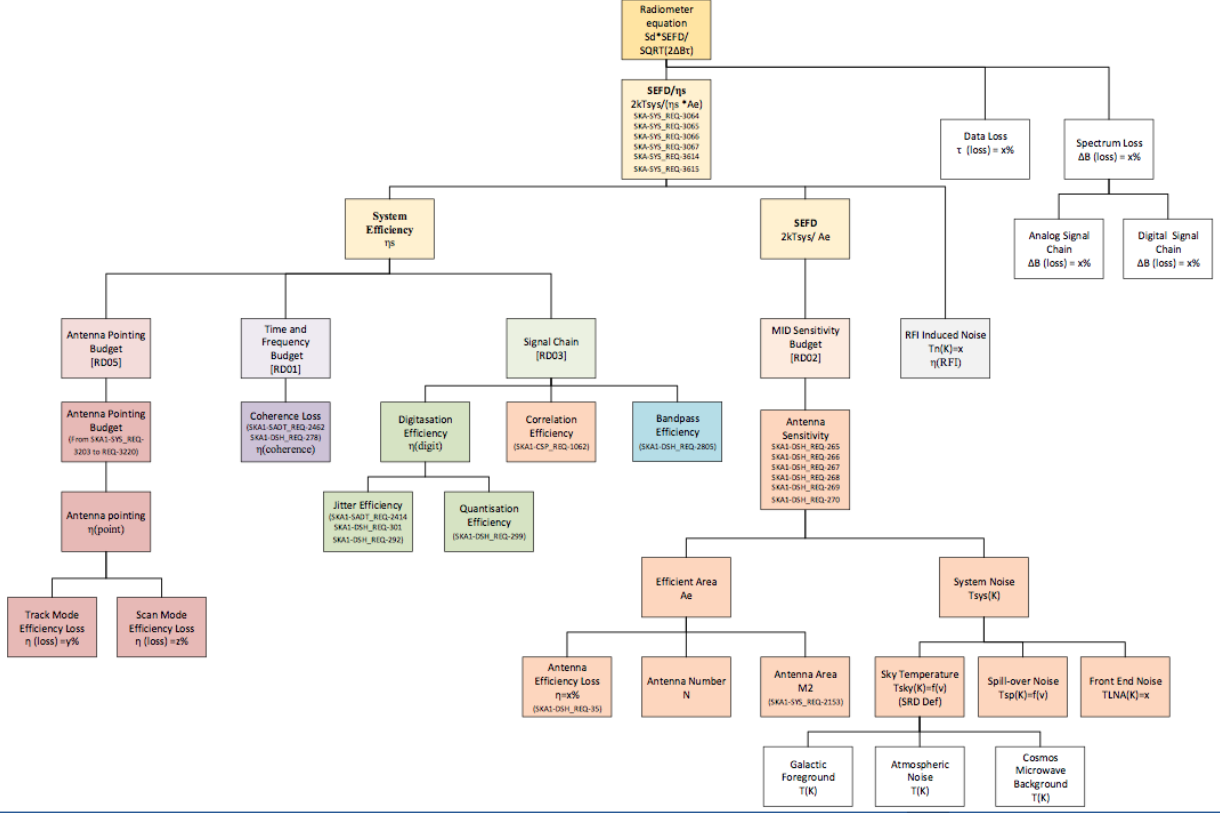 Radiometer
equation
Sd*SEFD/
SQRT(2ΔBτ)
SEFD/ηs
2kTsys/(ηs *Ae)
SKA-SYS_REQ-3064
SKA-SYS_REQ-3065
SKA-SYS_REQ-3066
SKA-SYS_REQ-3067
SKA-SYS_REQ-3614
SKA-SYS_REQ-3615
Data Loss
τ (loss) = x%
Spectrum Loss
ΔB (loss) = x%
Analog Signal
Chain
ΔB (loss) = x%
Digital Signal
Chain
ΔB (loss) = x%
System
Efficiency
ηs
SEFD
2kTsys/ Ae
Antenna Pointing
Budget
[RD05]
Time and
Frequency
Budget
[RD01]
Signal Chain
[RD03]
MID Sensitivity
Budget
[RD02]
RFI Induced Noise
Tn(K)=x
η(RFI)
Antenna Pointing
Budget
(From SKA1-SYS_REQ-
3203 to REQ-3220)
Coherence Loss
(SKA1-SADT_REQ-2462
SKA1-DSH_REQ-278)
η(coherence)
Digitasation
Efficiency
η(digit)
Correlation
Efficiency
(SKA1-CSP_REQ-1062)
Bandpass
Efficiency
(SKA1-DSH_REQ-2805)
Antenna
Sensitivity
SKA1-DSH_REQ-265
SKA1-DSH_REQ-266
SKA1-DSH_REQ-267
SKA1-DSH_REQ-268
SKA1-DSH_REQ-269
SKA1-DSH_REQ-270
Antenna pointing
η(point)
Jitter Efficiency
(SKA1-SADT_REQ-2414
SKA1-DSH_REQ-301
SKA1-DSH_REQ-292)
Quantisation
Efficiency
(SKA1-DSH_REQ-299)
Efficient Area
Ae
System Noise
Tsys(K)
Track Mode
Efficiency Loss
η (loss) =y%
Scan Mode
Efficiency Loss
η (loss) =z%
Antenna
Efficiency Loss
η=x%
(SKA1-DSH_REQ-35)
Antenna Number
N
Antenna Area
M2
(SKA1-SYS_REQ-2153)
Sky Temperature
Tsky(K)=f(v)
(SRD Def)
Spill-over Noise
Tsp(K)=f(v)
Front End Noise
TLNA(K)=x
Galactic
Foreground
T(K)
Atmospheric
Noise
T(K)
Cosmos
Microwave
Background
T(K)